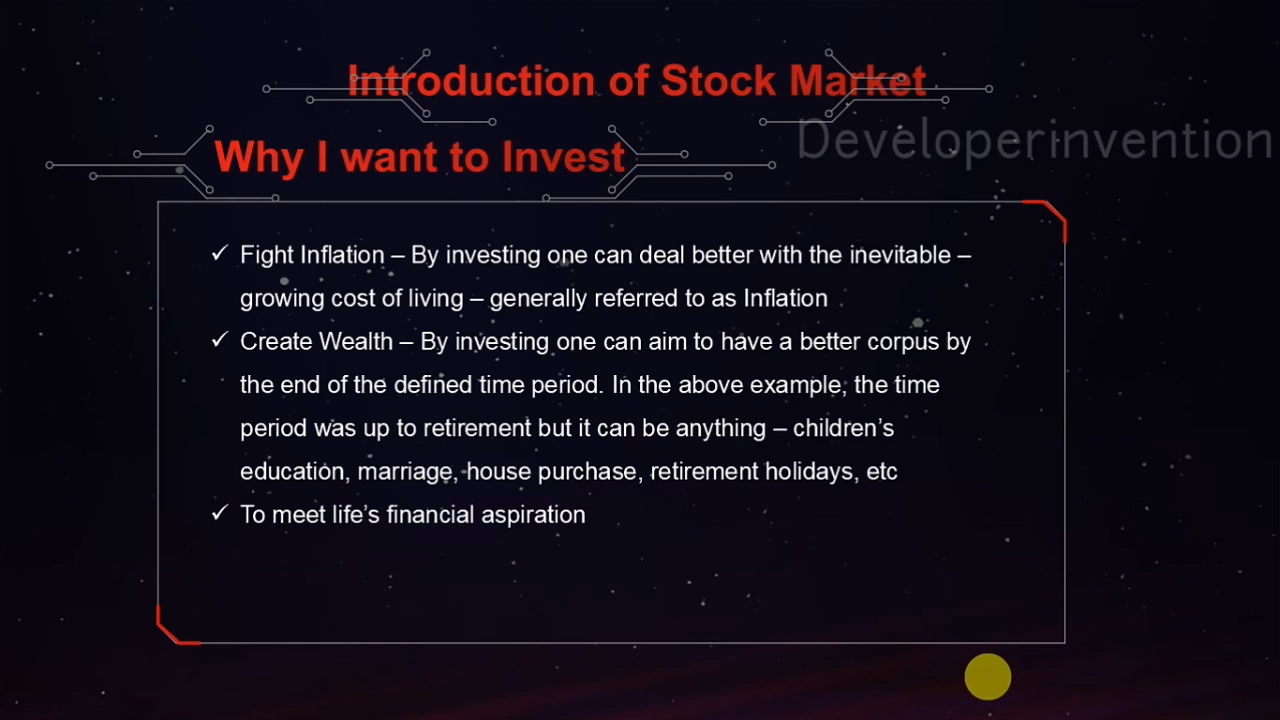 Introduction of Stock Market
Developerinvention
Why I want to Invest
✓ Fight Inflation – By investing one can deal better with the inevitable –
growing cost of living – generally referred to as Inflation
✓ Create Wealth – By investing one can aim to have a better corpus by
the end of the defined time period. In the above example, the time
period was up to retirement but it can be anything – children's
education, marriage, house purchase, retirement holidays, etc
✓ To meet life's financial aspiration